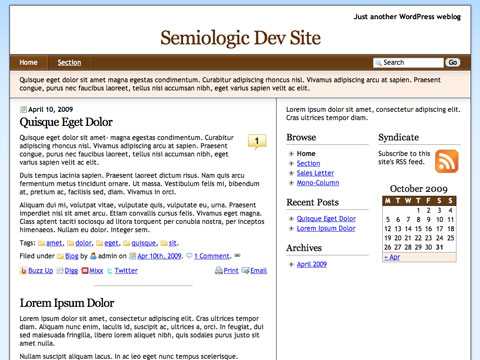 Just another WordPress weblog
Semiologic Dev Site
Home Section Search Go
Quisque eget dolor sit amet magna egestas condimentum. Curabitur adipiscing rhoncus nisl. Vivamus adipiscing arcu at sapien. Praesent
congue, purus nec faucibus laoreet, tellus nisi accumsan nibh, eget varius sapien velit ac elit.
April 10, 2009
Quisque Eget Dolor
1
Quisque eget dolor sit amet- magna egestas condimentum. Curabitur
adipiscing rhoncus nisl. Vivamus adipiscing arcu at sapien. Praesent
congue, purus nec faucibus laoreet, tellus nisi accumsan nibh, eget
varius sapien velit ac elit.
Duis tempus lacinia sapien. Praesent laoreet dictum risus. Nam quis arcu
fermentum metus tincidunt ornare. Ut massa. Vestibulum felis mi, bibendum
at, pretium ac, facilisis sed, diam. Vivamus in orci.
Aliquam dui mi, volutpat vitae, vulputate quis, vulputate eu, urna. Praesent
imperdiet nisi sit amet arcu. Etiam convallis cursus felis. Vivamus eget magna.
Class aptent taciti sociosqu ad litora torquent per conubia nostra, per inceptos
himenaeos. Nullam eu dolor. Integer sem.
Tags: amet, dolor, eget, quisque, sit.
Filed under Blog by admin on Apr 10th, 2009. 1 Comment.
Buzz Up Digg Mixx Twitter Print Email
Lorem Ipsum Dolor
Lorem ipsum dolor sit amet, consectetur adipiscing elit.
Cras ultrices tempor diam. Aliquam nunc enim, iaculis id, suscipit ac, ultrices a, orci. In feugiat, dui
sed malesuada fringilla, libero lorem aliquet nibh, quis sodales purus justo sit
amet nulla.
Nullam suscipit aliquam lacus. In ac eget nunc tempus scelerisque.
Lorem ipsum dolor sit amet, consectetur adipiscing elit. Cras
ultrices tempor diam.
Browse
Home
Section
Sales Letter
Mono-Column
Recent Posts
Quisque Eget Dolor
Lorem Ipsum Dolor
Archives
April 2009
Syndicate
Subscribe to this
site's RSS feed.
October 2009
M T W T F S S
1 2 3 4
5 6 7 8 9 10 11
12 13 14 15 16 17 18
19 20 21 22 23 24 25
26 27 28 29 30 31
« Apr